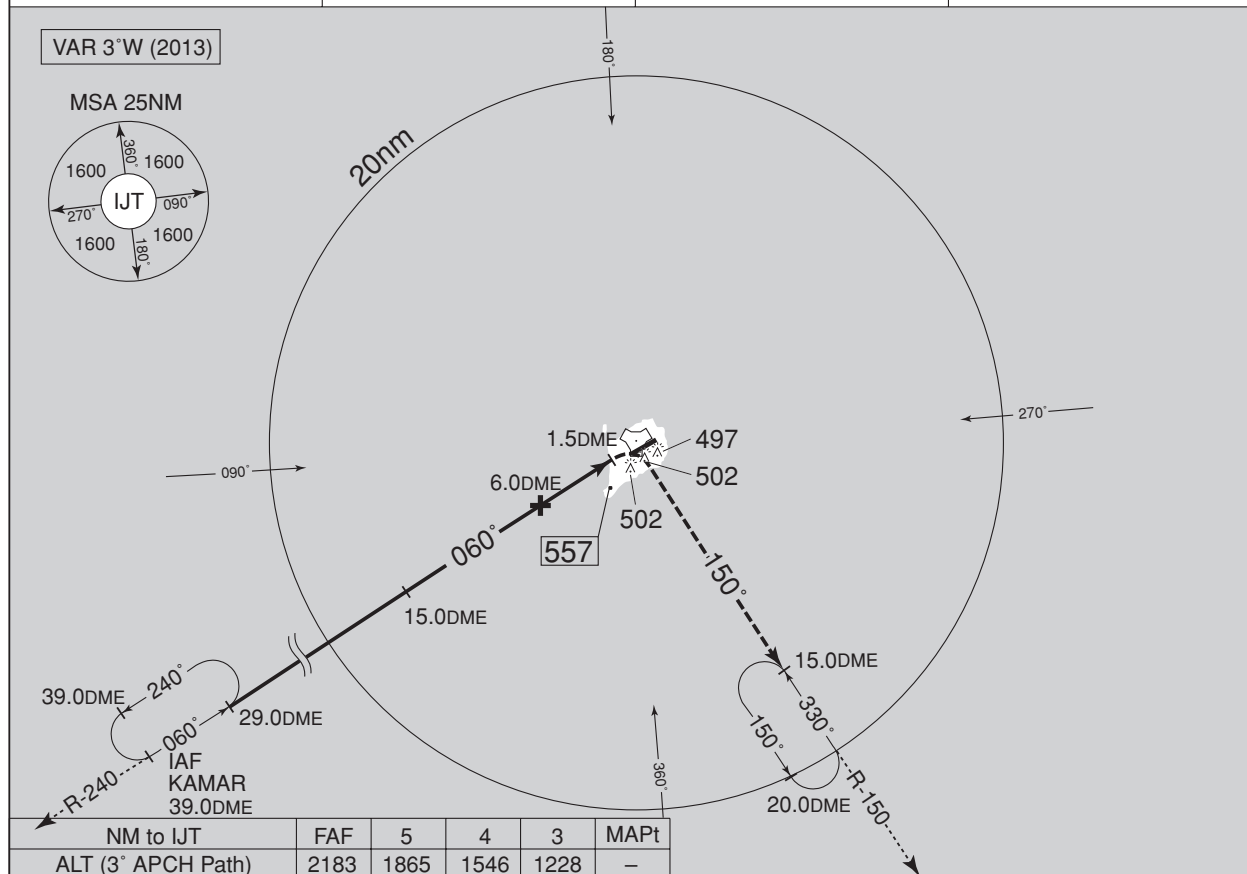 VAR 3°W (2013)
180°
MSA 25NM
20nm
360°
1600
1600
IJT
270°
090°
1600
1600
180°
270°
1.5DME
497
090°
6.0DME
502
502
060°
557
150°
15.0DME
15.0DME
240°
39.0DME
330°
29.0DME
060°
150°
IAF
KAMAR
39.0DME
360°
R-240
20.0DME
R-150
NM to IJT FAF 5 4 3 MAPt
ALT (3° APCH Path) 2183 1865 1546 1228 –